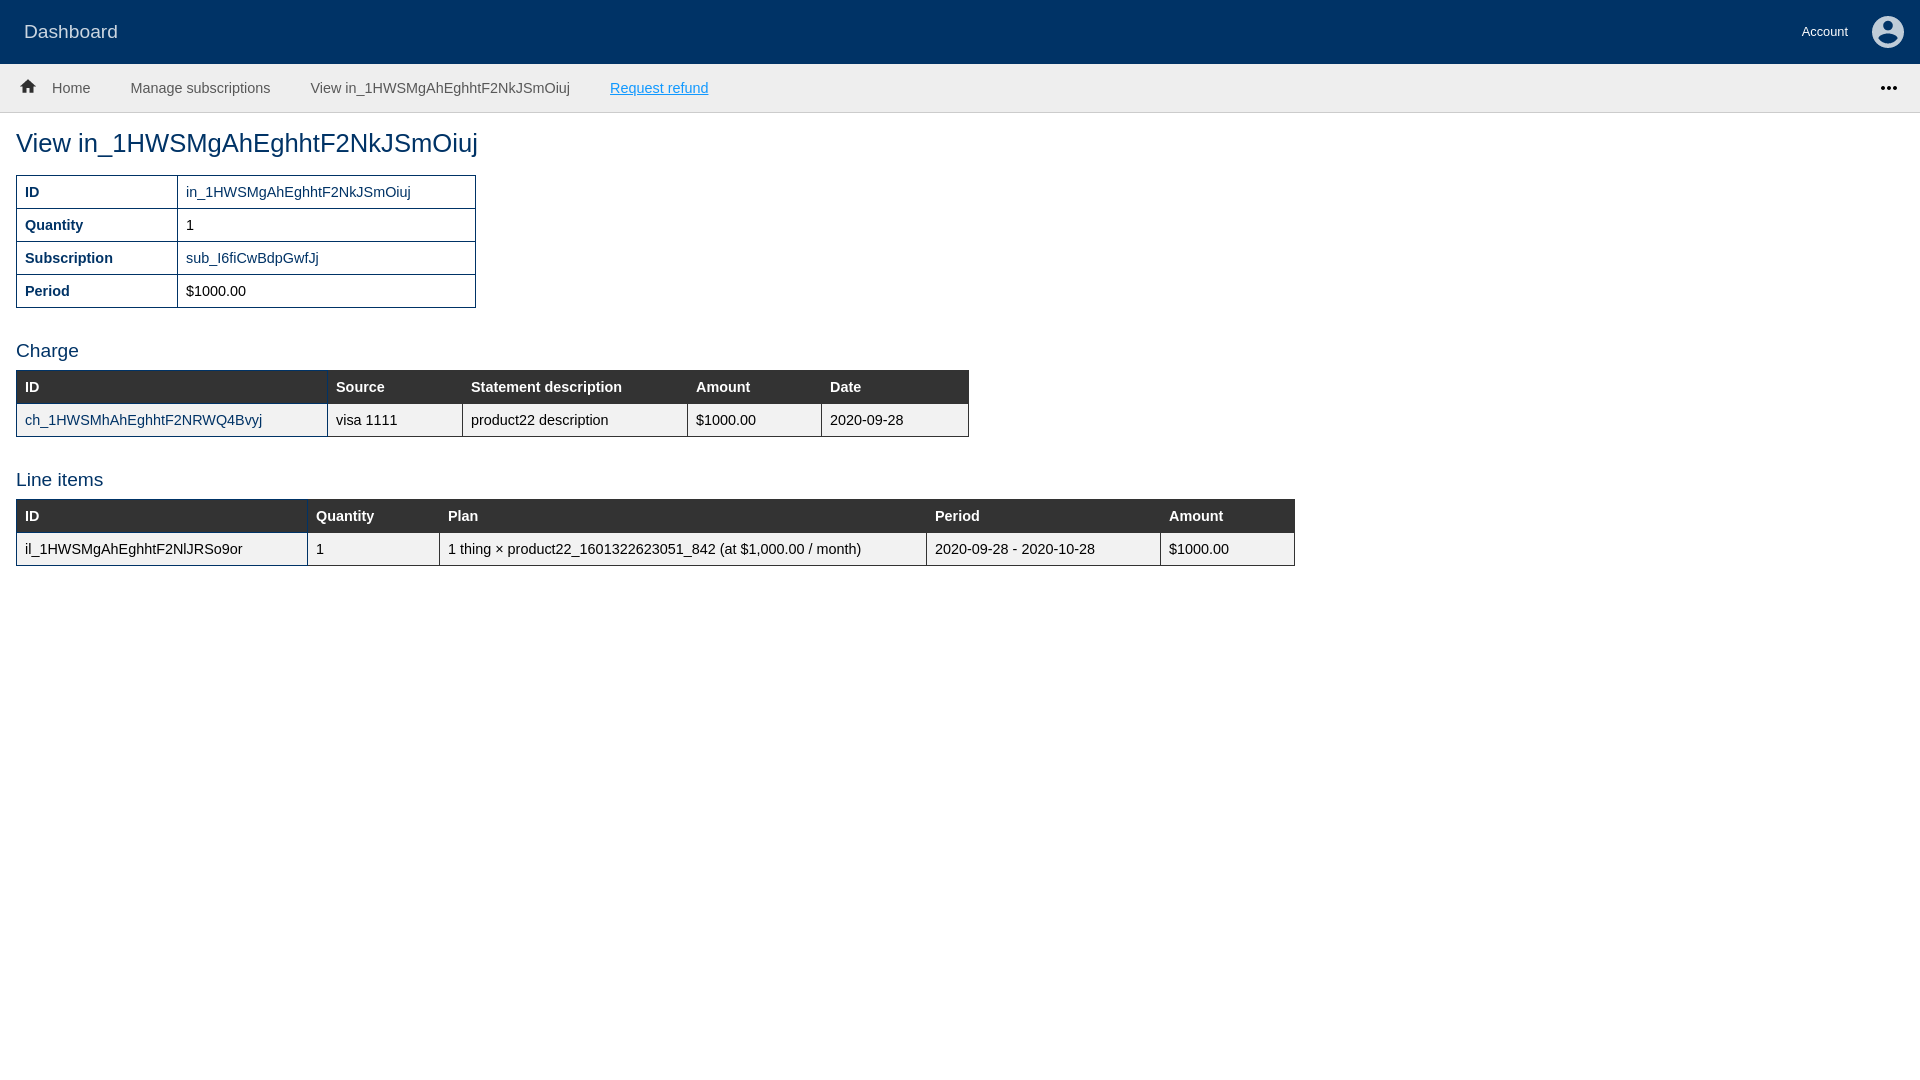 Dashboard
Account
Home Manage subscriptions View in_1HWSMgAhEghhtF2NkJSmOiuj Request refund
View in_1HWSMgAhEghhtF2NkJSmOiuj
ID in_1HWSMgAhEghhtF2NkJSmOiuj
Quantity 1
Subscription sub_I6fiCwBdpGwfJj
Period $1000.00
Charge
ID Source Statement description Amount Date
ch_1HWSMhAhEghhtF2NRWQ4Bvyj visa 1111 product22 description $1000.00 2020-09-28
Line items
ID Quantity Plan Period Amount
il_1HWSMgAhEghhtF2NlJRSo9or 1 1 thing × product22_1601322623051_842 (at $1,000.00 / month) 2020-09-28 - 2020-10-28 $1000.00